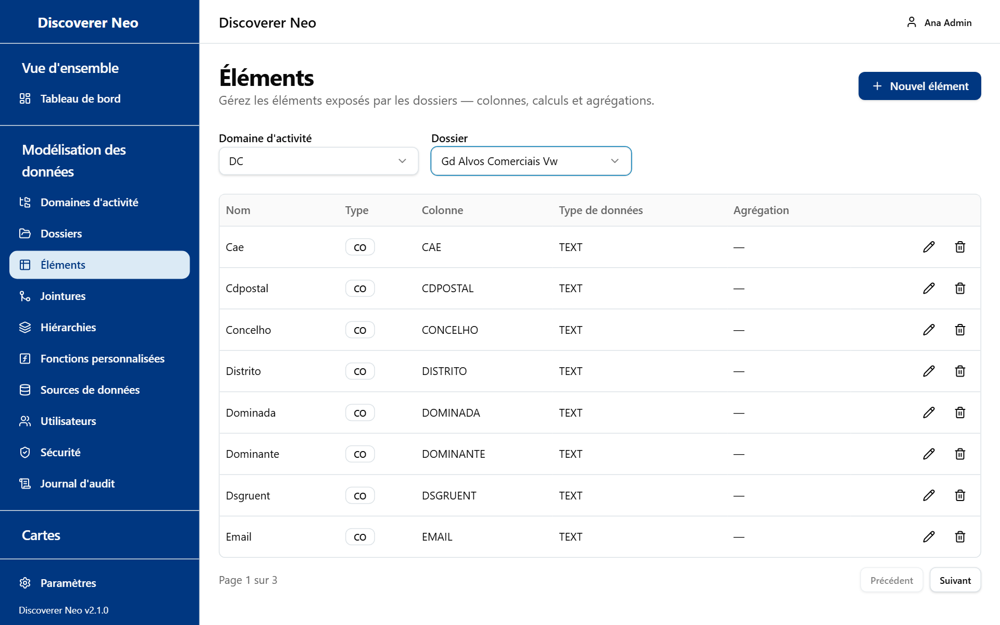 Discoverer Neo
Discoverer Neo
Ana Admin
Vue d'ensemble
Tableau de bord
Modélisation des
données
Domaines d'activité
Dossiers
Éléments
Jointures
Hiérarchies
Fonctions personnalisées
Sources de données
Utilisateurs
Sécurité
Journal d'audit
Cartes
Paramètres
Discoverer Neo v2.1.0
Éléments
Gérez les éléments exposés par les dossiers — colonnes, calculs et agrégations.
Nouvel élément
Domaine d'activité
DC
Dossier
Gd Alvos Comerciais Vw
Nom Type Colonne Type de données Agrégation
Cae CO CAE TEXT —
Cdpostal CO CDPOSTAL TEXT —
Concelho CO CONCELHO TEXT —
Distrito CO DISTRITO TEXT —
Dominada CO DOMINADA TEXT —
Dominante CO DOMINANTE TEXT —
Dsgruent CO DSGRUENT TEXT —
Email CO EMAIL TEXT —
Page 1 sur 3
Précédent
Suivant